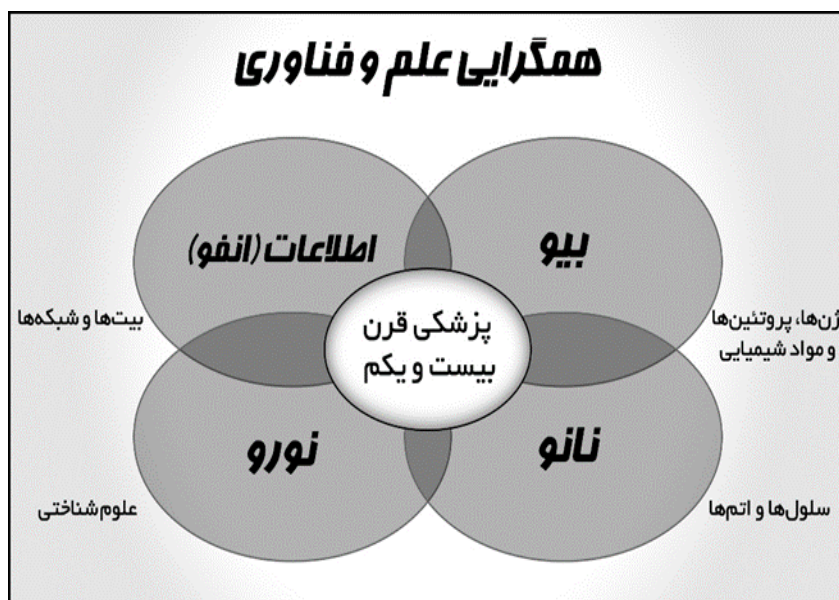 همگرایی علم و فناوری
بیو
اطلاعات (انفو)
ژن‌ها، پروتئین‌ها
و مواد شیمیایی
بیت‌ها و شبکه‌ها
پزشکی قرن
بیست و یکم
نانو
نورو
سلول‌ها و اتم‌ها
علوم شناختی